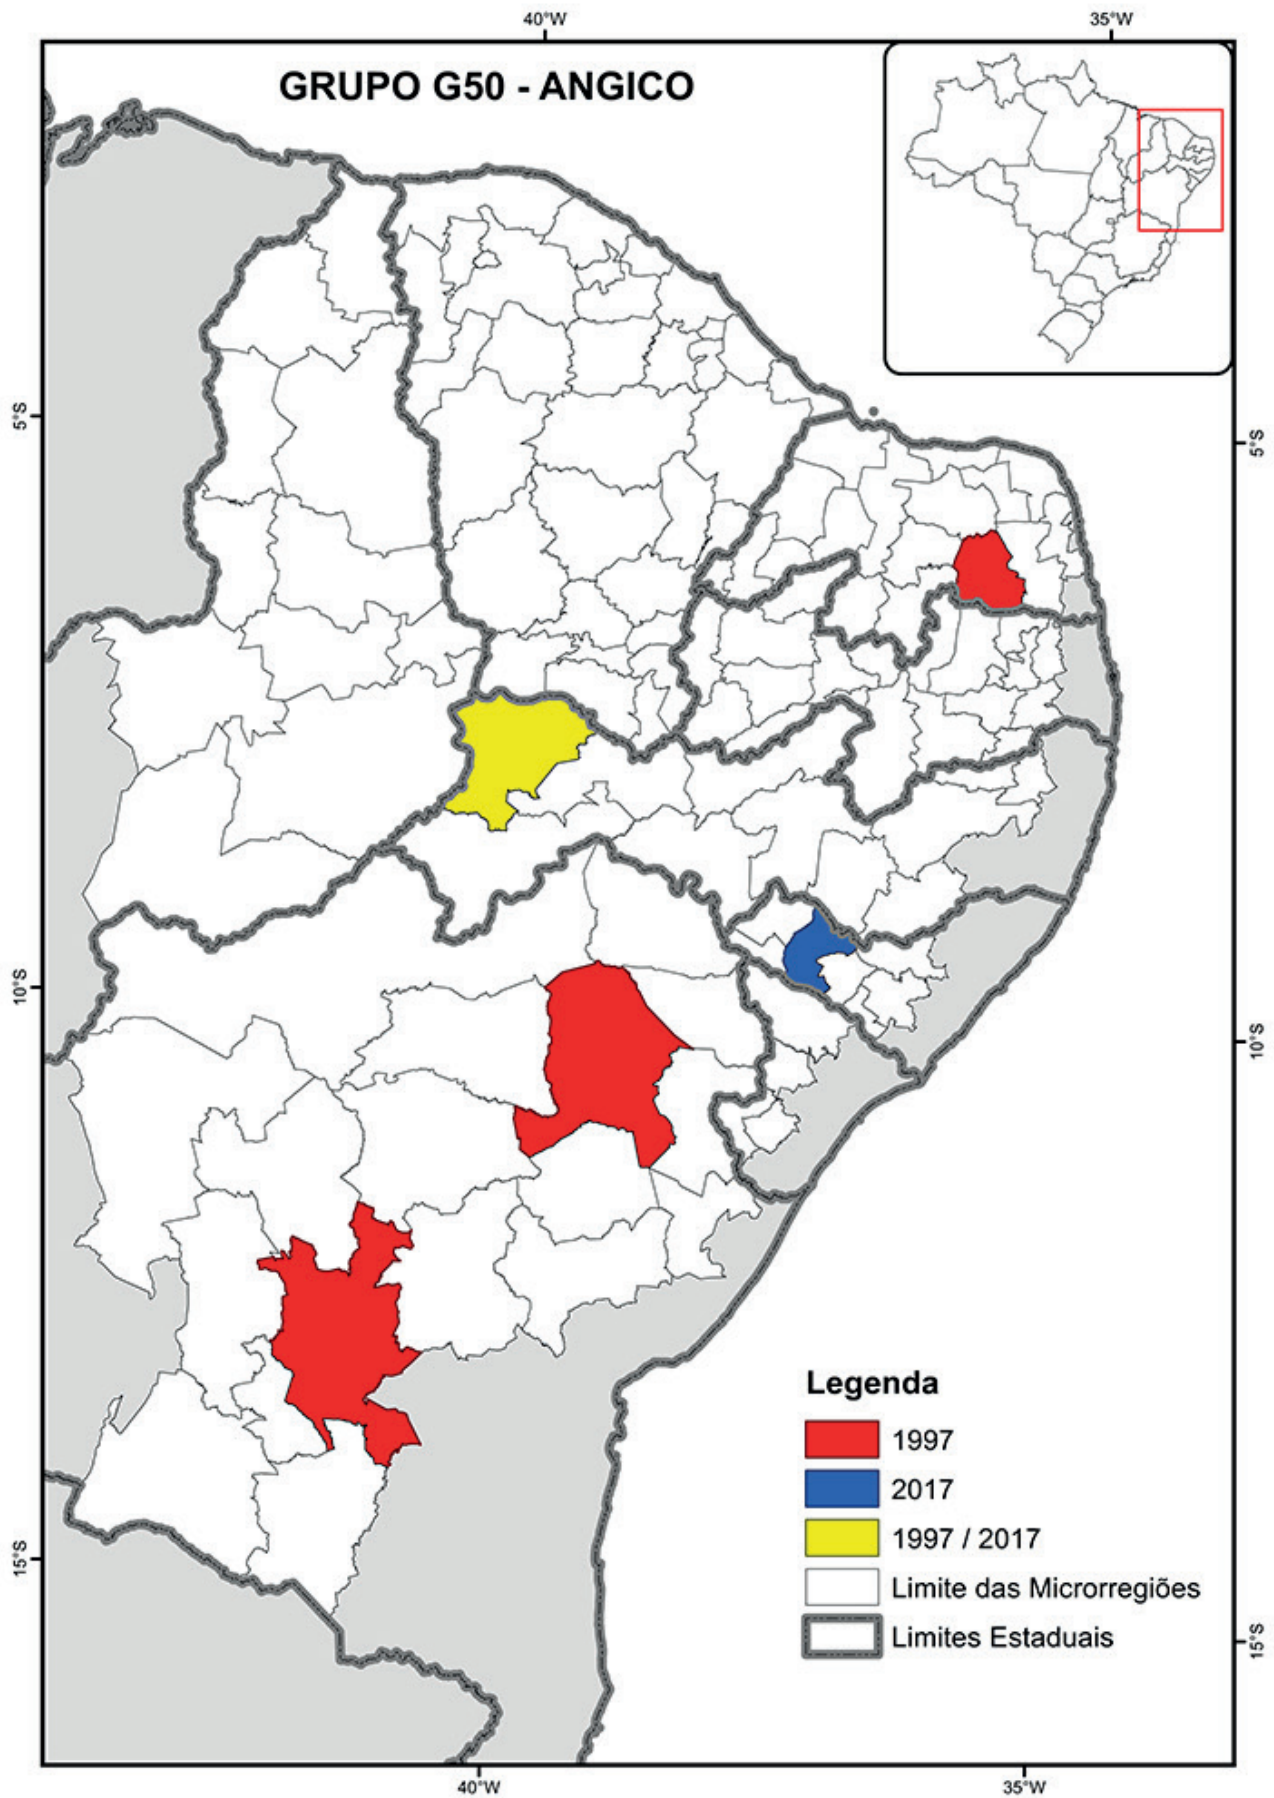 40°W
35°W
GRUPO G50 - ANGICO
5°S
5°S
10°S
10°S
Legenda
1997
2017
1997 / 2017
Limite das Microrregiões
Limites Estaduais
15°S
15°S
40°W
35°W